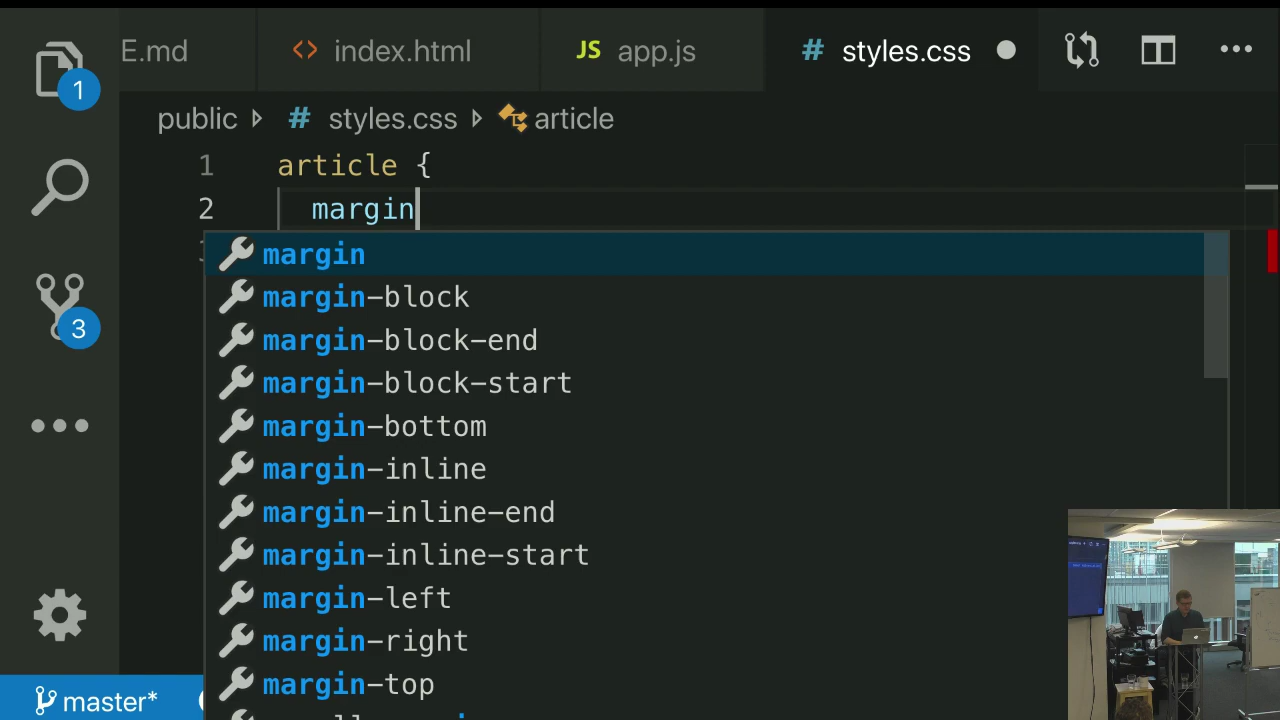 E.md <> index.html JS app.js # styles.css
1
public # styles.css article
1 article {
2 margin
margin
margin-block
margin-block-end
margin-block-start
margin-bottom
margin-inline
margin-inline-end
margin-inline-start
margin-left
margin-right
margin-top
3
master*